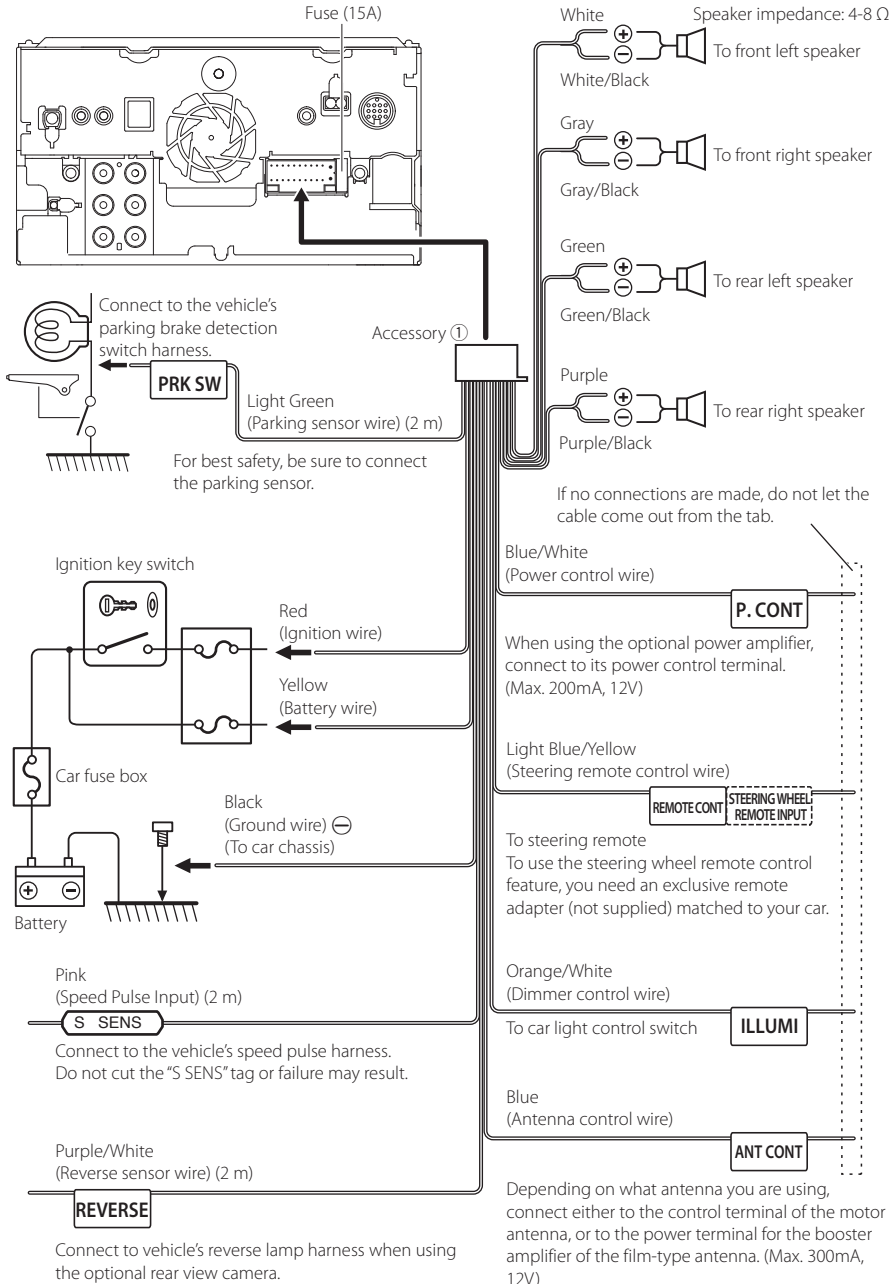 Fuse (15A)
White
Speaker impedance: 4-8 Ω
To front left speaker
White/Black
Gray
To front right speaker
Gray/Black
Green
To rear left speaker
Green/Black
Purple
To rear right speaker
Purple/Black
Connect to the vehicle's
parking brake detection
switch harness.
Accessory ①
PRK SW
Light Green
(Parking sensor wire) (2 m)
For best safety, be sure to connect
the parking sensor.
If no connections are made, do not let the
cable come out from the tab.
Ignition key switch
Red
(Ignition wire)
Yellow
(Battery wire)
Car fuse box
Black
(Ground wire) ⊖
(To car chassis)
Battery
Blue/White
(Power control wire)
P. CONT
When using the optional power amplifier,
connect to its power control terminal.
(Max. 200mA, 12V)
Light Blue/Yellow
(Steering remote control wire)
REMOTE CONT
STEERING WHEEL
REMOTE INPUT
To steering remote
To use the steering wheel remote control
feature, you need an exclusive remote
adapter (not supplied) matched to your car.
Pink
(Speed Pulse Input) (2 m)
S SENS
Connect to the vehicle's speed pulse harness.
Do not cut the “S SENS” tag or failure may result.
Orange/White
(Dimmer control wire)
To car light control switch
ILLUMI
Purple/White
(Reverse sensor wire) (2 m)
REVERSE
Connect to vehicle's reverse lamp harness when using
the optional rear view camera.
Blue
(Antenna control wire)
ANT CONT
Depending on what antenna you are using,
connect either to the control terminal of the motor
antenna, or to the power terminal for the booster
amplifier of the film-type antenna. (Max. 300mA,
12V)